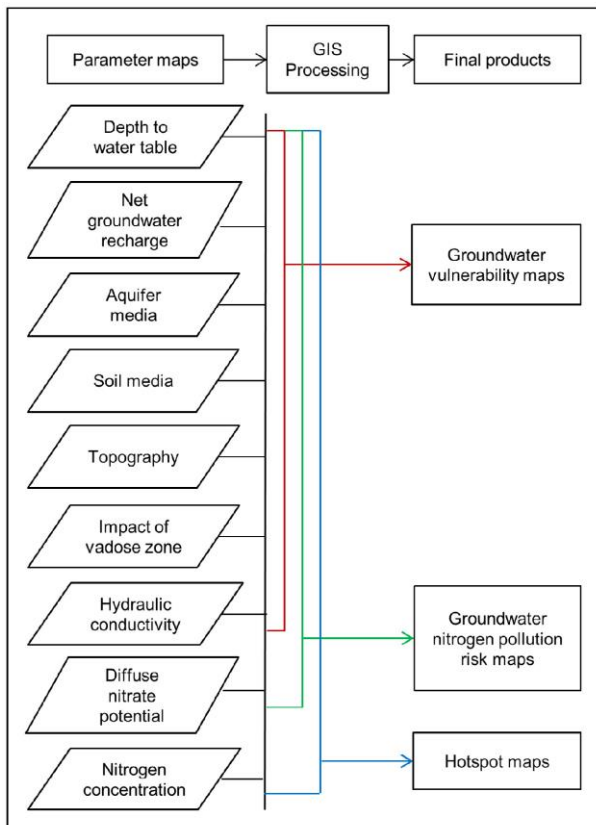 Parameter maps
GIS
Processing
Final products
Depth to
water table
Net
groundwater
recharge
Aquifer
media
Soil media
Topography
Impact of
vadose zone
Hydraulic
conductivity
Diffuse
nitrate
potential
Nitrogen
concentration
Groundwater
vulnerability maps
Groundwater
nitrogen pollution
risk maps
Hotspot maps